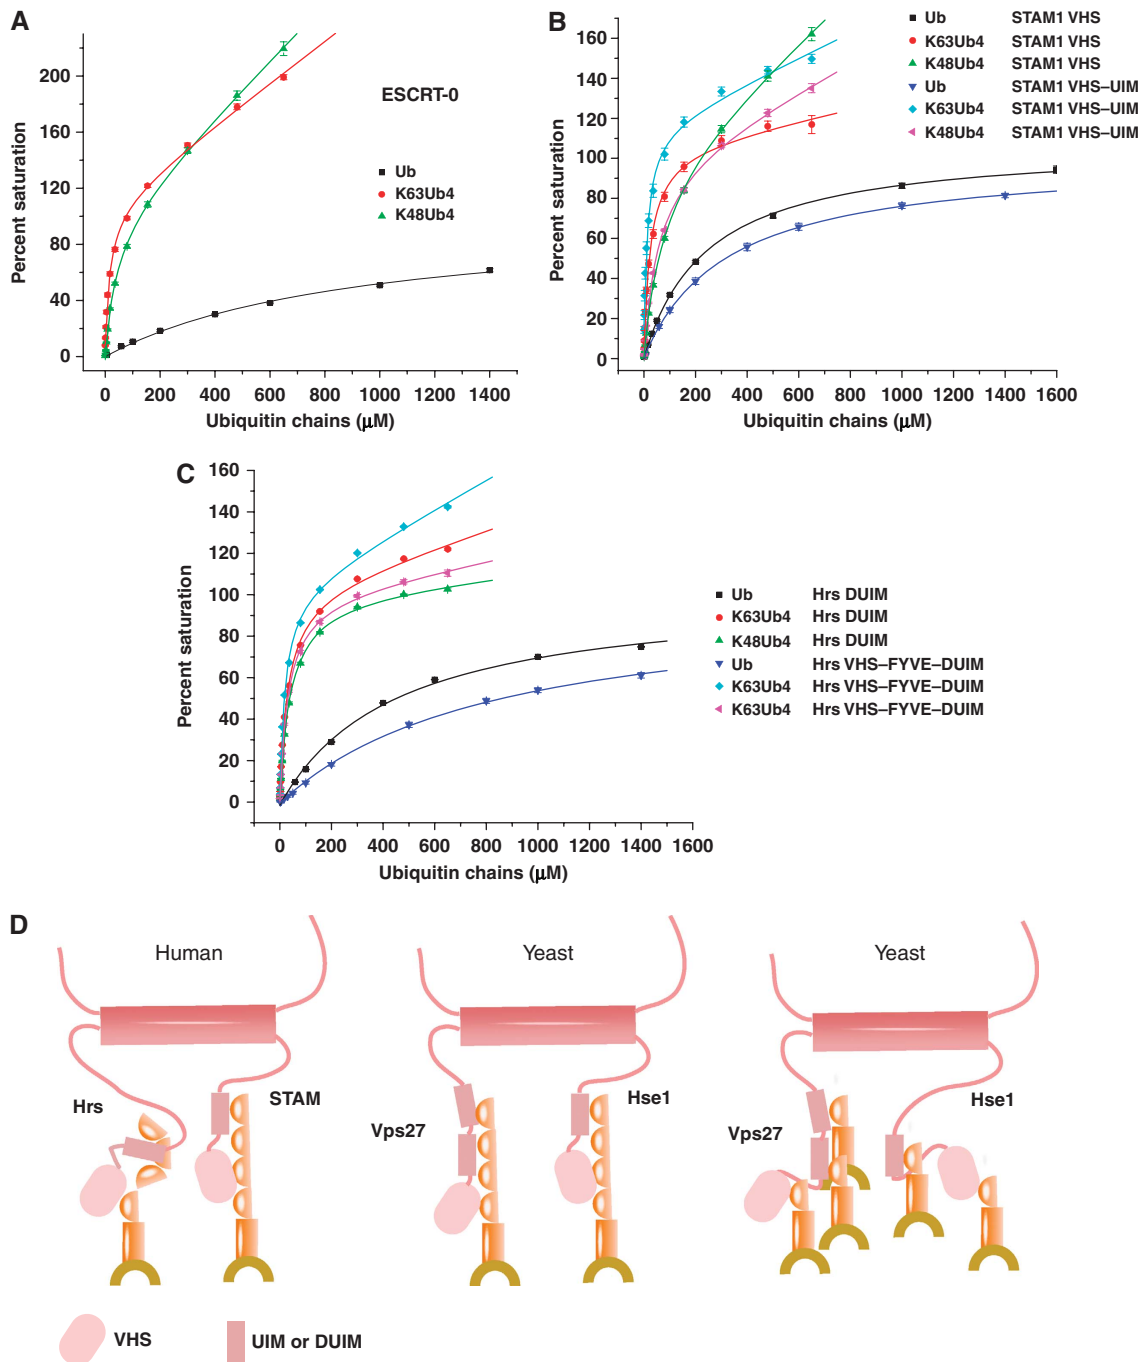 A
Percent saturation
200
160
120
80
40
0
ESCRT-0
Ub
K63Ub4
K48Ub4
0 200 400 600 800 1000 1200 1400
Ubiquitin chains (μM)
B
Percent saturation
160
140
120
100
80
60
40
20
0
Ub STAM1 VHS
K63Ub4 STAM1 VHS
K48Ub4 STAM1 VHS
Ub STAM1 VHS–UIM
K63Ub4 STAM1 VHS–UIM
K48Ub4 STAM1 VHS–UIM
0 200 400 600 800 1000 1200 1400 1600
Ubiquitin chains (μM)
C
Percent saturation
160
140
120
100
80
60
40
20
0
Ub Hrs DUIM
K63Ub4 Hrs DUIM
K48Ub4 Hrs DUIM
Ub Hrs VHS–FYVE–DUIM
K63Ub4 Hrs VHS–FYVE–DUIM
K63Ub4 Hrs VHS–FYVE–DUIM
0 200 400 600 800 1000 1200 1400 1600
Ubiquitin chains (μM)
D
Human
Hrs
STAM
Yeast
Vps27
Hse1
Yeast
Vps27
Hse1
VHS
UIM or DUIM